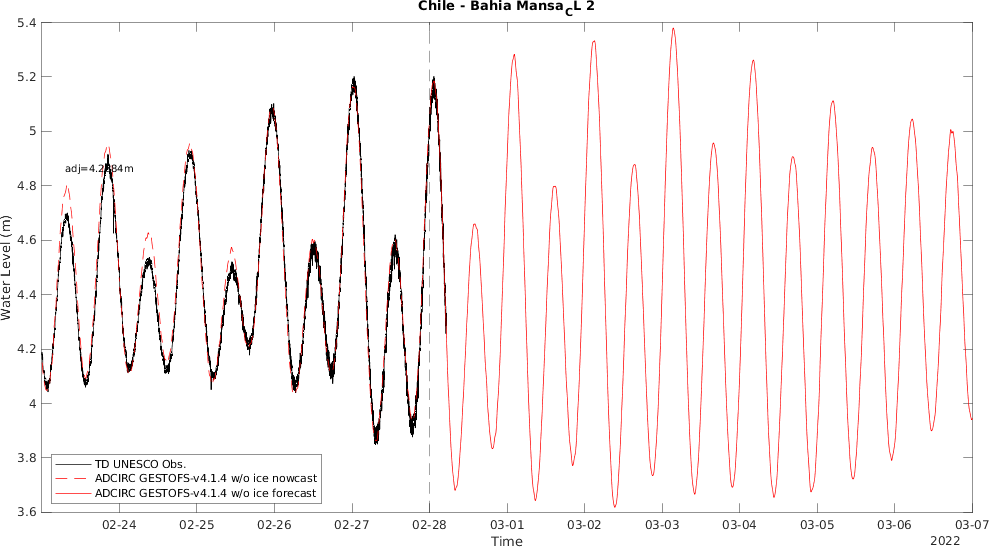 Chile - Bahia Mansa_CL 2
5.4
5.2
5
4.8
4.6
4.4
4.2
4
3.8
3.6
Water Level (m)
TD UNESCO Obs.
ADCIRC GESTOFS-v4.1.4 w/o ice nowcast
ADCIRC GESTOFS-v4.1.4 w/o ice forecast
02-24 02-25 02-26 02-27 02-28 03-01 03-02 03-03 03-04 03-05 03-06 03-07
Time
2022